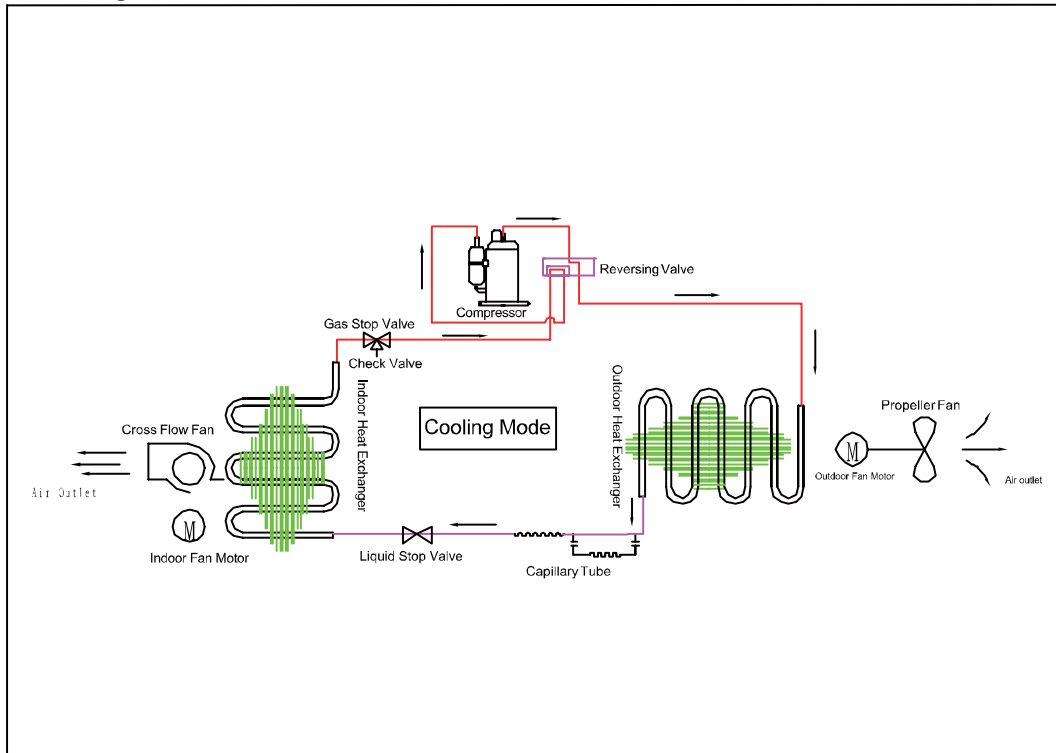 Reversing Valve
Compressor
Gas Stop Valve
Check Valve
Indoor Heat Exchanger
Outdoor Heat Exchanger
Cooling Mode
Cross Flow Fan
Air Outlet
M
Indoor Fan Motor
Propeller Fan
M
Outdoor Fan Motor
Air outlet
Liquid Stop Valve
Capillary Tube